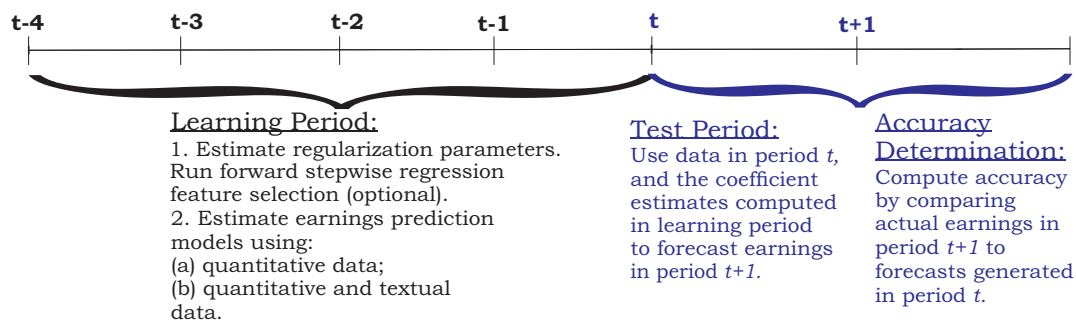 t-4 t-3 t-2 t-1 t t+1
Learning Period:
1. Estimate regularization parameters.
Run forward stepwise regression
feature selection (optional).
2. Estimate earnings prediction
models using:
(a) quantitative data;
(b) quantitative and textual
data.
Test Period:
Use data in period t,
and the coefficient
estimates computed
in learning period
to forecast earnings
in period t+1.
Accuracy
Determination:
Compute accuracy
by comparing
actual earnings in
period t+1 to
forecasts generated
in period t.